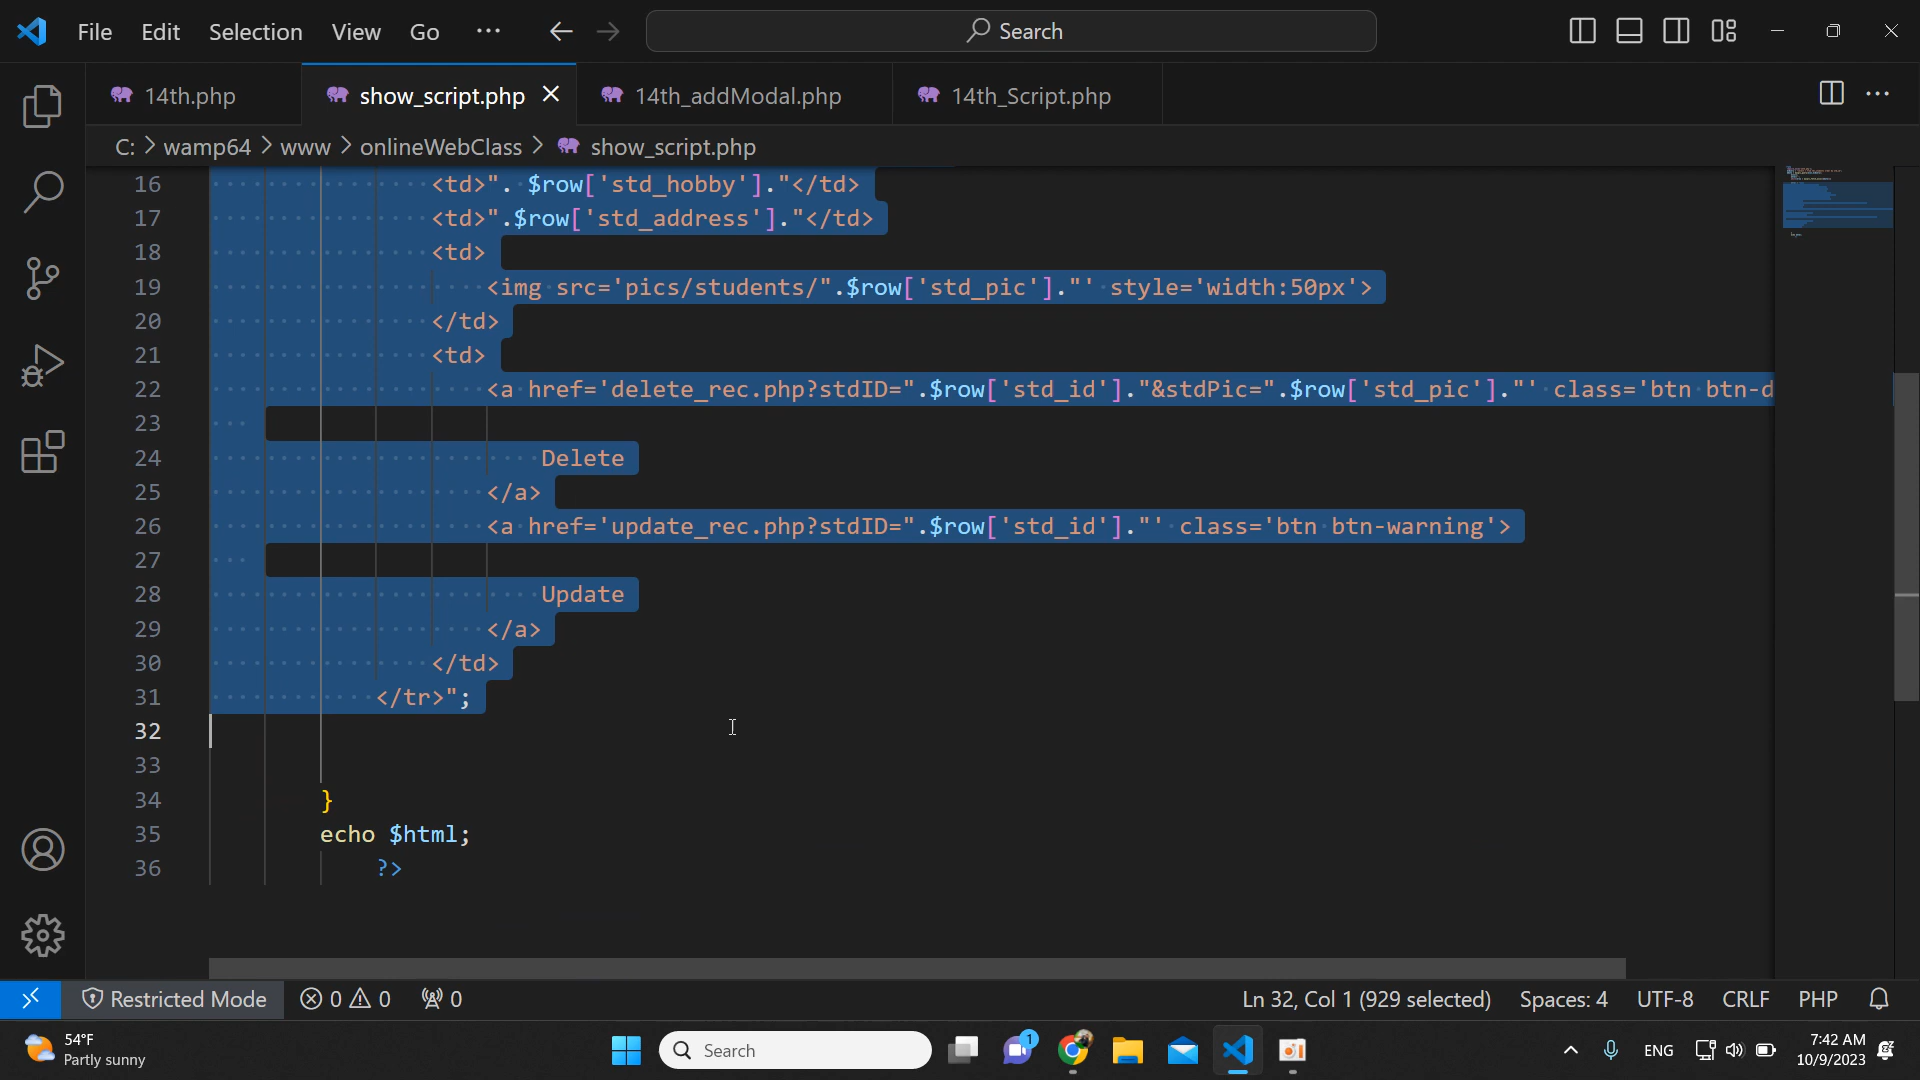 File Edit Selection View Go ··· Search
14th.php show_script.php 14th_addModal.php 14th_Script.php
C: > wamp64 > www > onlineWebClass > show_script.php
16 <td>". $row['std_hobby']."</td>
17 <td>".$row['std_address']."</td>
18 <td>
19 <img src='pics/students/".$row['std_pic']."' style='width:50px'>
20 </td>
21 <td>
22 <a href='delete_rec.php?stdID=".$row['std_id']."&stdPic=".$row['std_pic']."' class='btn btn-d
23
24 Delete
25 </a>
26 <a href='update_rec.php?stdID=".$row['std_id']."' class='btn btn-warning'>
27
28 Update
29 </a>
30 </td>
31 </tr>";
32
33
34 }
35 echo $html;
36 ?>
Restricted Mode 0 0 0 Ln 32, Col 1 (929 selected) Spaces: 4 UTF-8 CRLF PHP
54°F
Partly sunny
Search
1
ENG
7:42 AM
10/9/2023